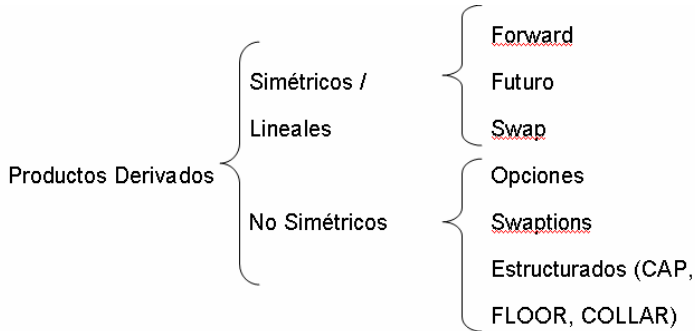 Productos Derivados
Simétricos /
Lineales
Forward
Futuro
Swap
No Simétricos
Opciones
Swaptions
Estructurados (CAP,
FLOOR, COLLAR)